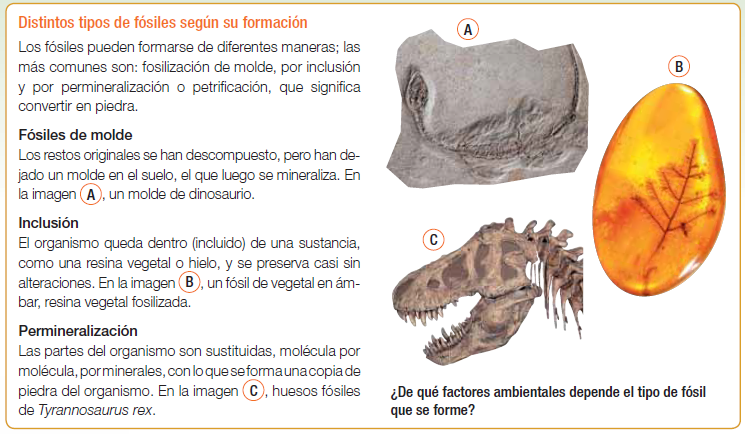 Distintos tipos de fósiles según su formación
Los fósiles pueden formarse de diferentes maneras; las
más comunes son: fosilización de molde, por inclusión
y por permineralización o petrificación, que significa
convertir en piedra.
Fósiles de molde
Los restos originales se han descompuesto, pero han de-
jado un molde en el suelo, el que luego se mineraliza. En
la imagen A, un molde de dinosaurio.
Inclusión
El organismo queda dentro (incluido) de una sustancia,
como una resina vegetal o hielo, y se preserva casi sin
alteraciones. En la imagen B, un fósil de vegetal en ám-
bar, resina vegetal fosilizada.
Permineralización
Las partes del organismo son sustituidas, molécula por
molécula, por minerales, con lo que se forma una copia de
piedra del organismo. En la imagen C, huesos fósiles
de Tyrannosaurus rex.
A
B
C
¿De qué factores ambientales depende el tipo de fósil
que se forme?